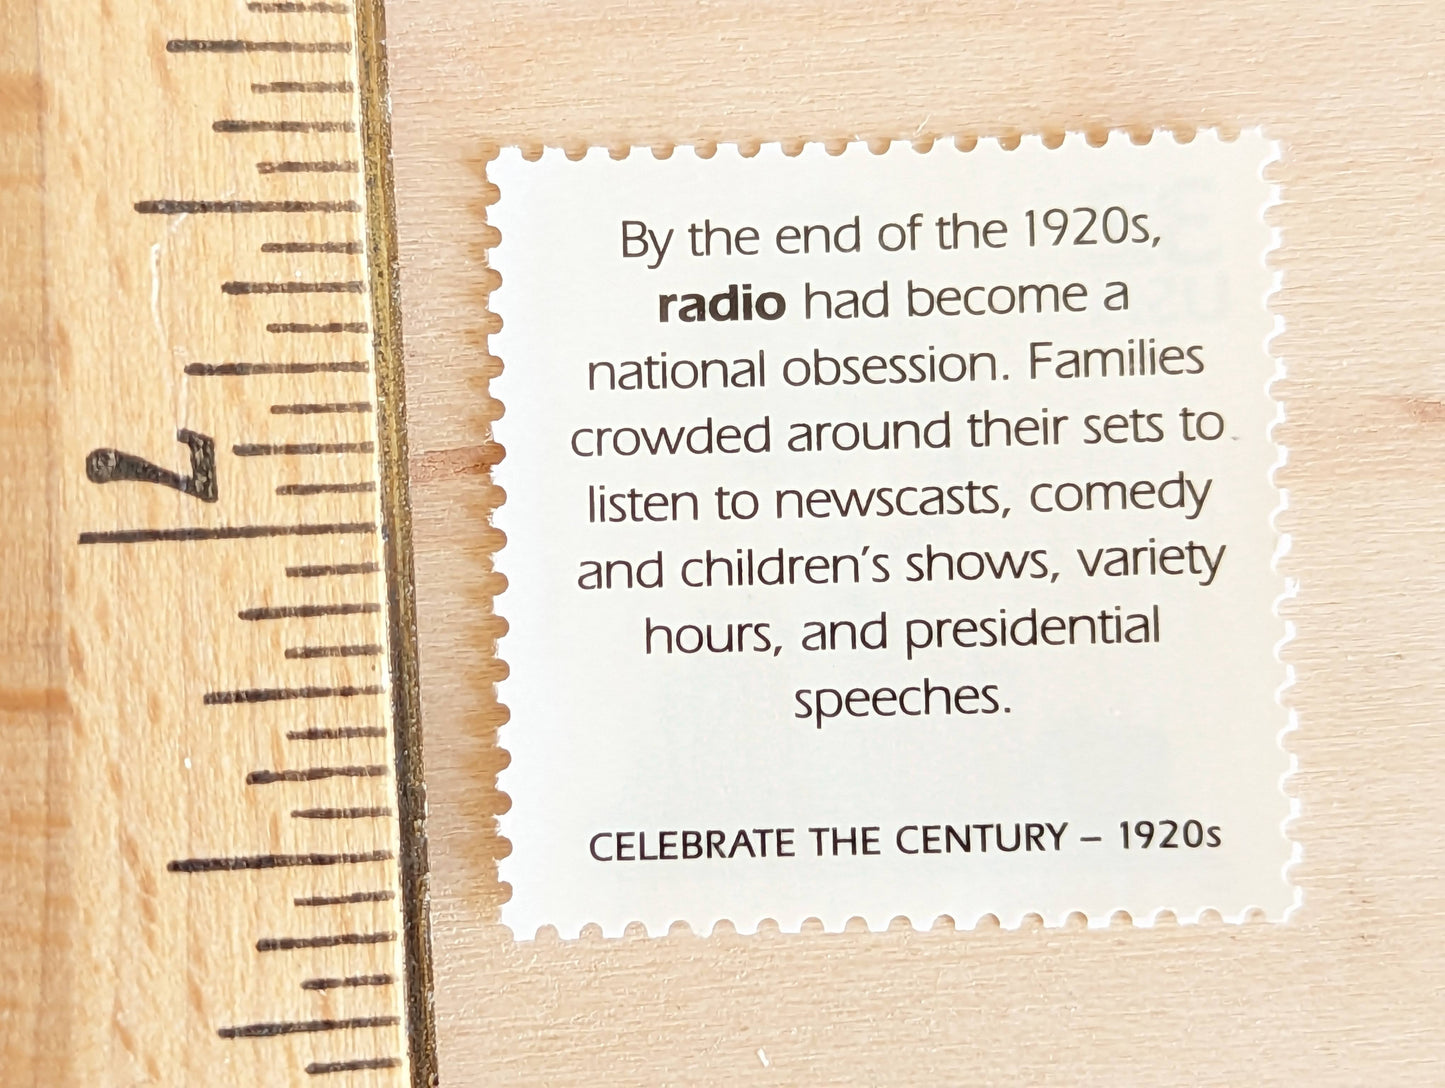 2
By the end of the 1920s,
radio had become a
national obsession. Families
crowded around their sets to
listen to newscasts, comedy
and children's shows, variety
hours, and presidential
speeches.
CELEBRATE THE CENTURY – 1920s